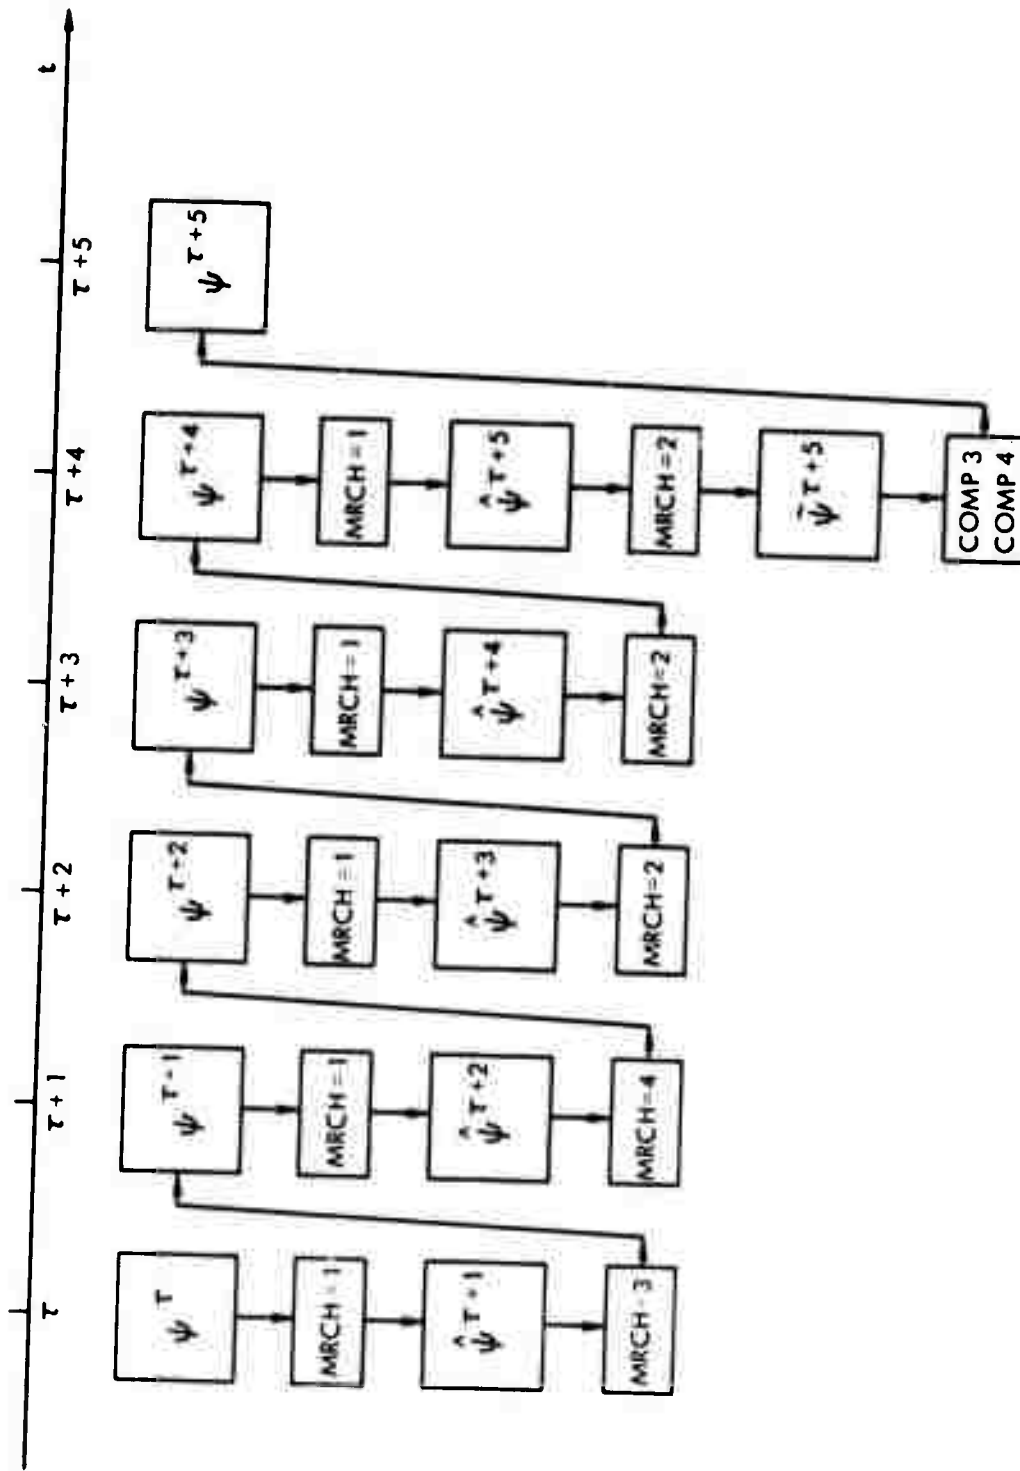 t
τ
τ+1
τ+2
τ+3
τ+4
τ+5
ψ^τ
MRCH=1
ψ̂^τ+1
MRCH=3
ψ^τ+1
MRCH=1
ψ̂^τ+2
MRCH=4
ψ^τ+2
MRCH=1
ψ̂^τ+3
MRCH=2
ψ^τ+3
MRCH=1
ψ̂^τ+4
MRCH=2
ψ^τ+4
MRCH=1
ψ̂^τ+5
MRCH=2
ψ̃^τ+5
COMP 3
COMP 4
ψ^τ+5